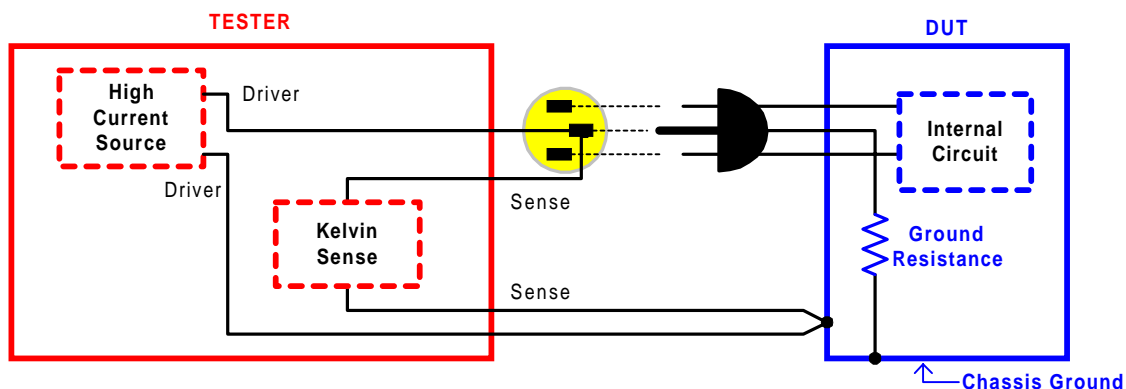 TESTER
DUT
High
Current
Source
Driver
Driver
Internal
Circuit
Sense
Kelvin
Sense
Ground
Resistance
Sense
Chassis Ground